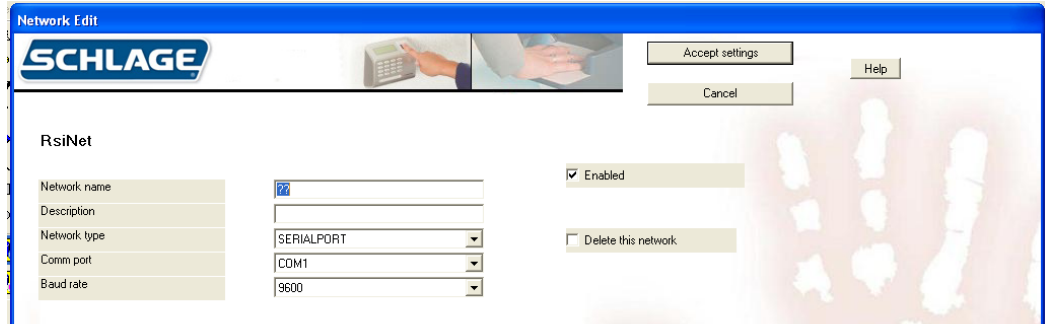 Network Edit
SCHLAGE
Accept settings
Help
Cancel
RsiNet
Network name ??
Enabled
Description
Network type SERIALPORT
Delete this network
Comm port COM1
Baud rate 9600